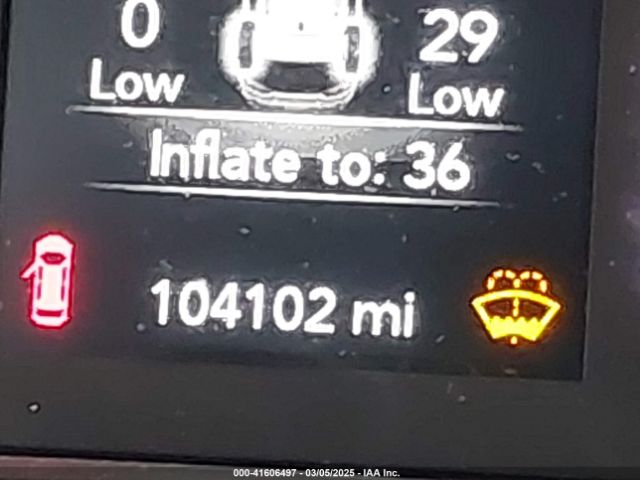 0 29
Low Low
Inflate to: 36
104102 mi
000-41606497 - 03/05/2025 - IAA Inc.